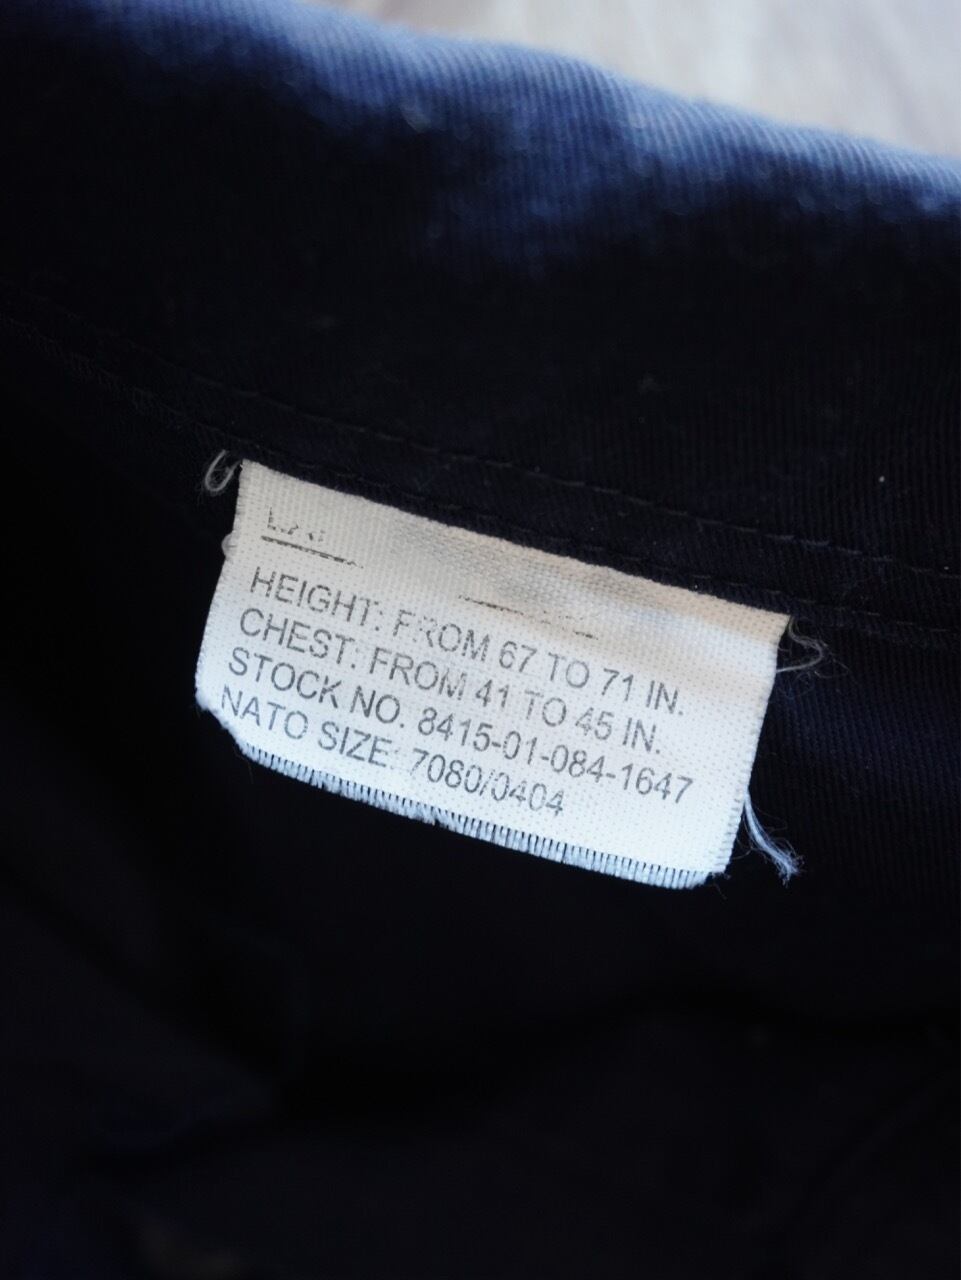 HEIGHT: FROM 67 TO 71 IN.
CHEST: FROM 41 TO 45 IN.
STOCK NO. 8415-01-084-1647
NATO SIZE: 7080/0404